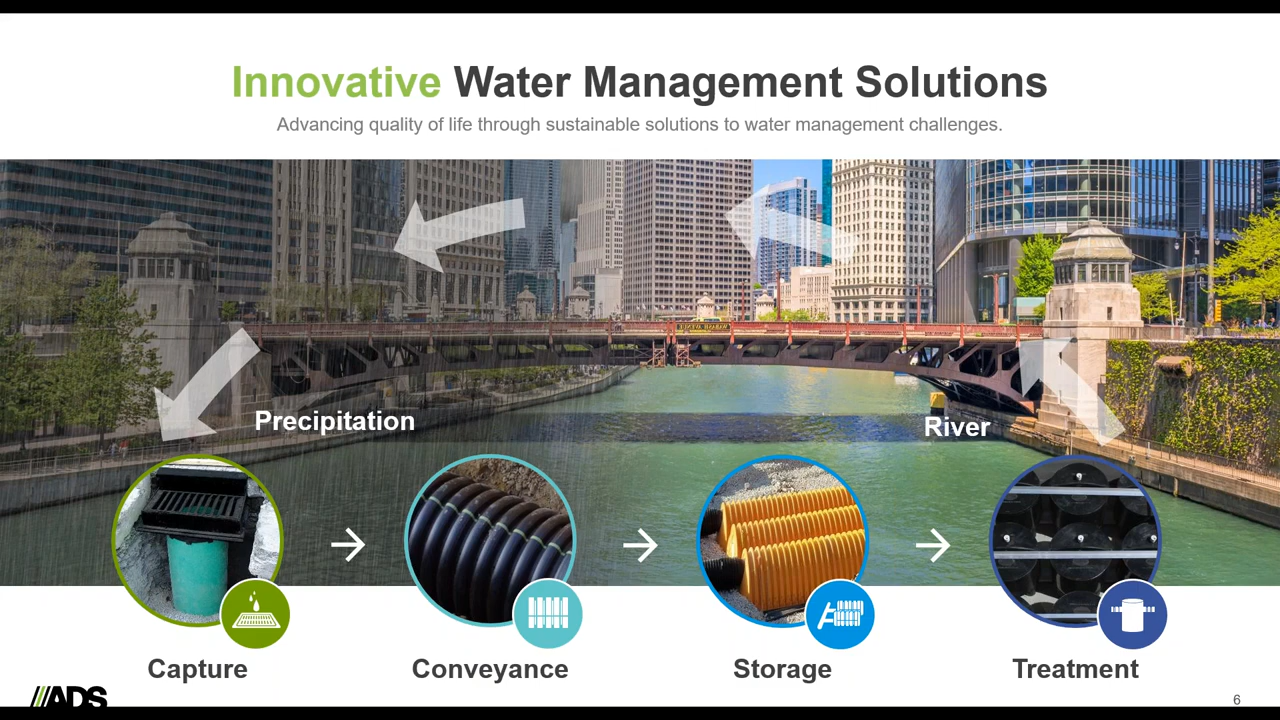 Innovative Water Management Solutions
Advancing quality of life through sustainable solutions to water management challenges.
Precipitation
River
Capture
Conveyance
Storage
Treatment
ADS
6